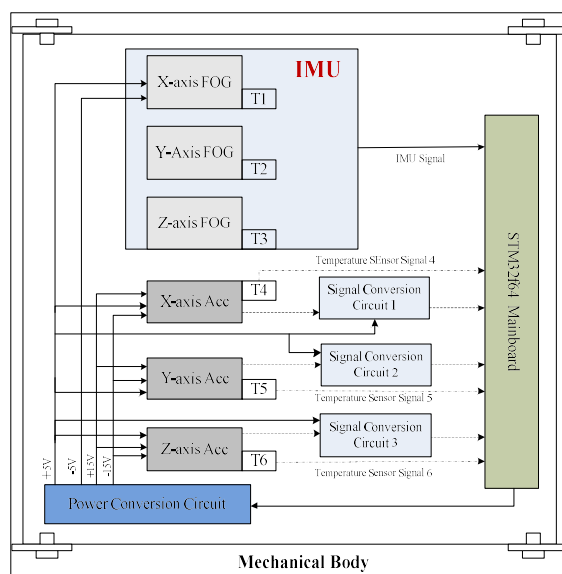 IMU
X-axis FOG
T1
Y-Axis FOG
T2
IMU Signal
Z-axis FOG
T3
STM32f64 Mainboard
Temperature SEnsor Signal 4
T4
X-axis Acc
Signal Conversion
Circuit 1
Signal Conversion
Circuit 2
Y-axis Acc
T5
Temperature Sensor Signal 5
Signal Conversion
Circuit 3
Z-axis Acc
T6
Temperature Sensor Signal 6
+5V
-5V
+15V
-15V
Power Conversion Circuit
Mechanical Body